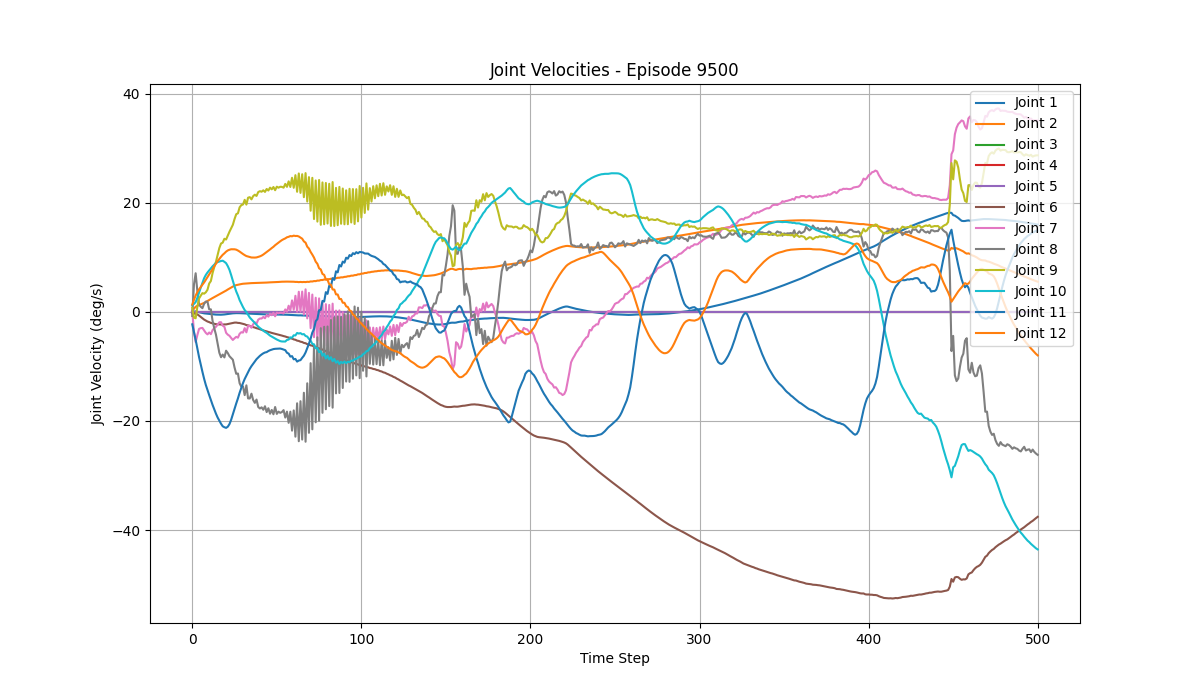 Joint Velocities - Episode 9500
Joint Velocity (deg/s)
40
20
0
−20
−40
0
100
200
300
400
500
Time Step
Joint 1
Joint 2
Joint 3
Joint 4
Joint 5
Joint 6
Joint 7
Joint 8
Joint 9
Joint 10
Joint 11
Joint 12